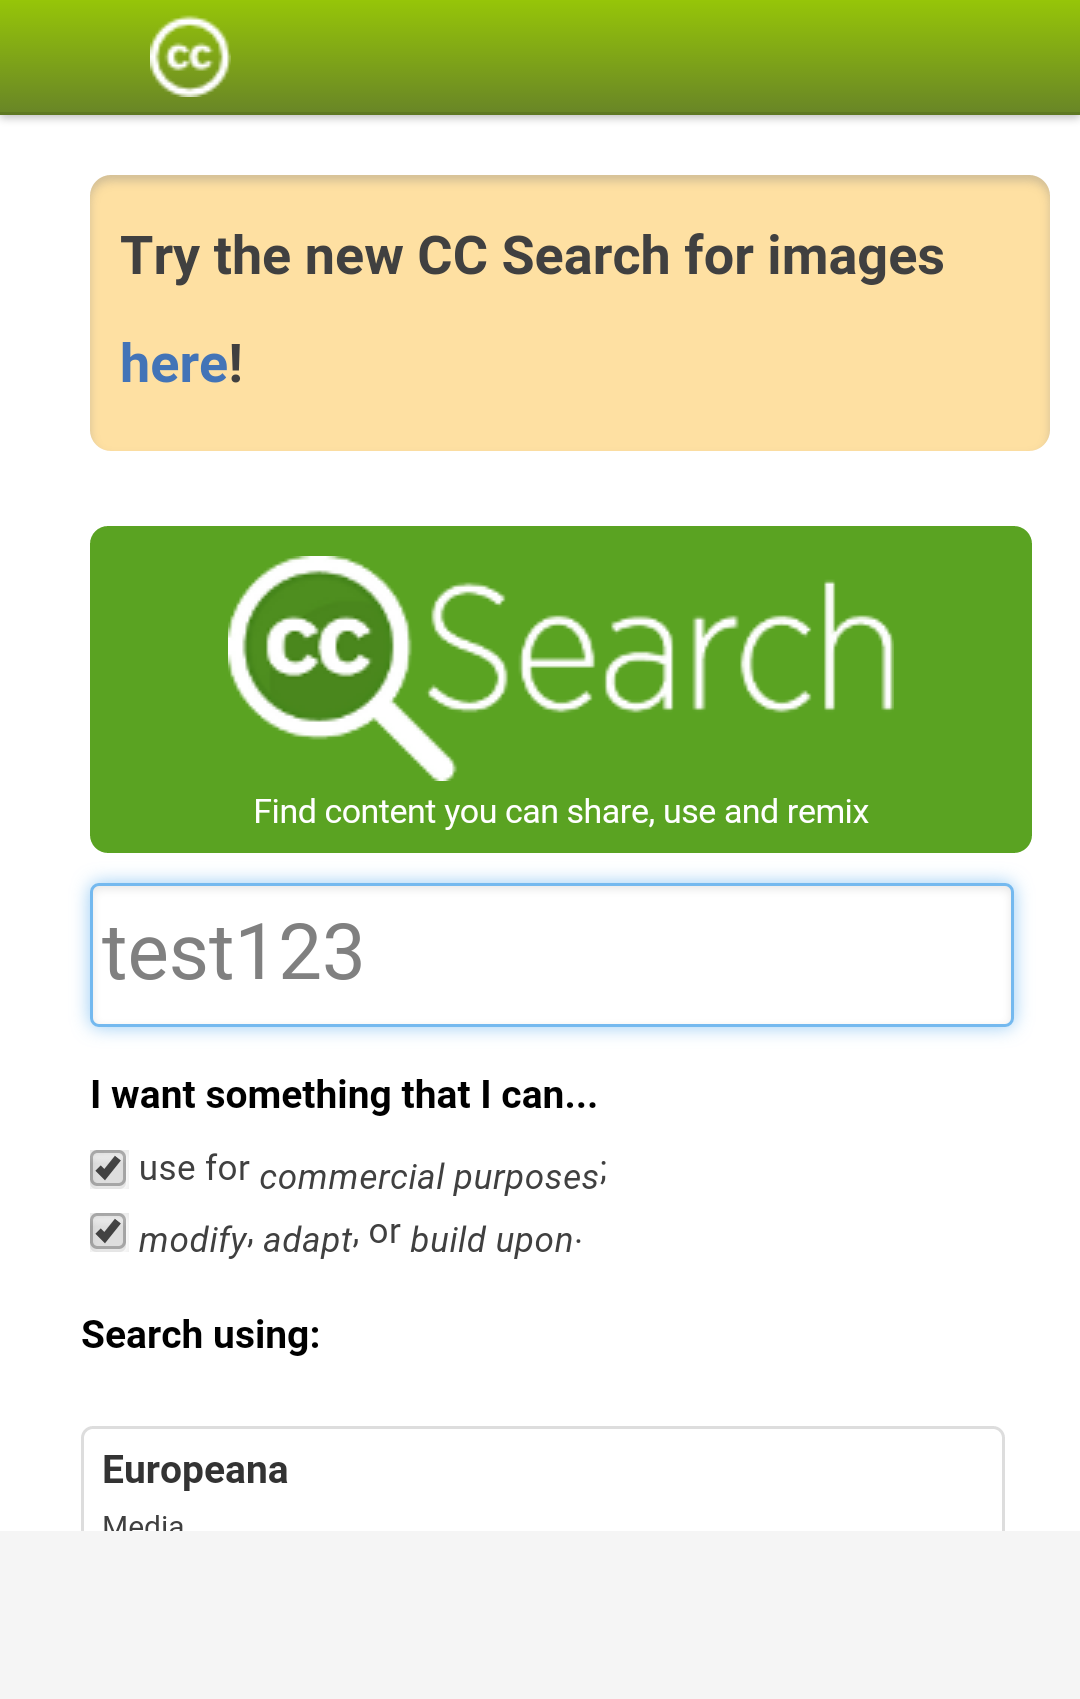 cc
Try the new CC Search for images
here!
cc Search
Find content you can share, use and remix
test123
I want something that I can...
use for commercial purposes;
modify, adapt, or build upon.
Search using:
Europeana
Media